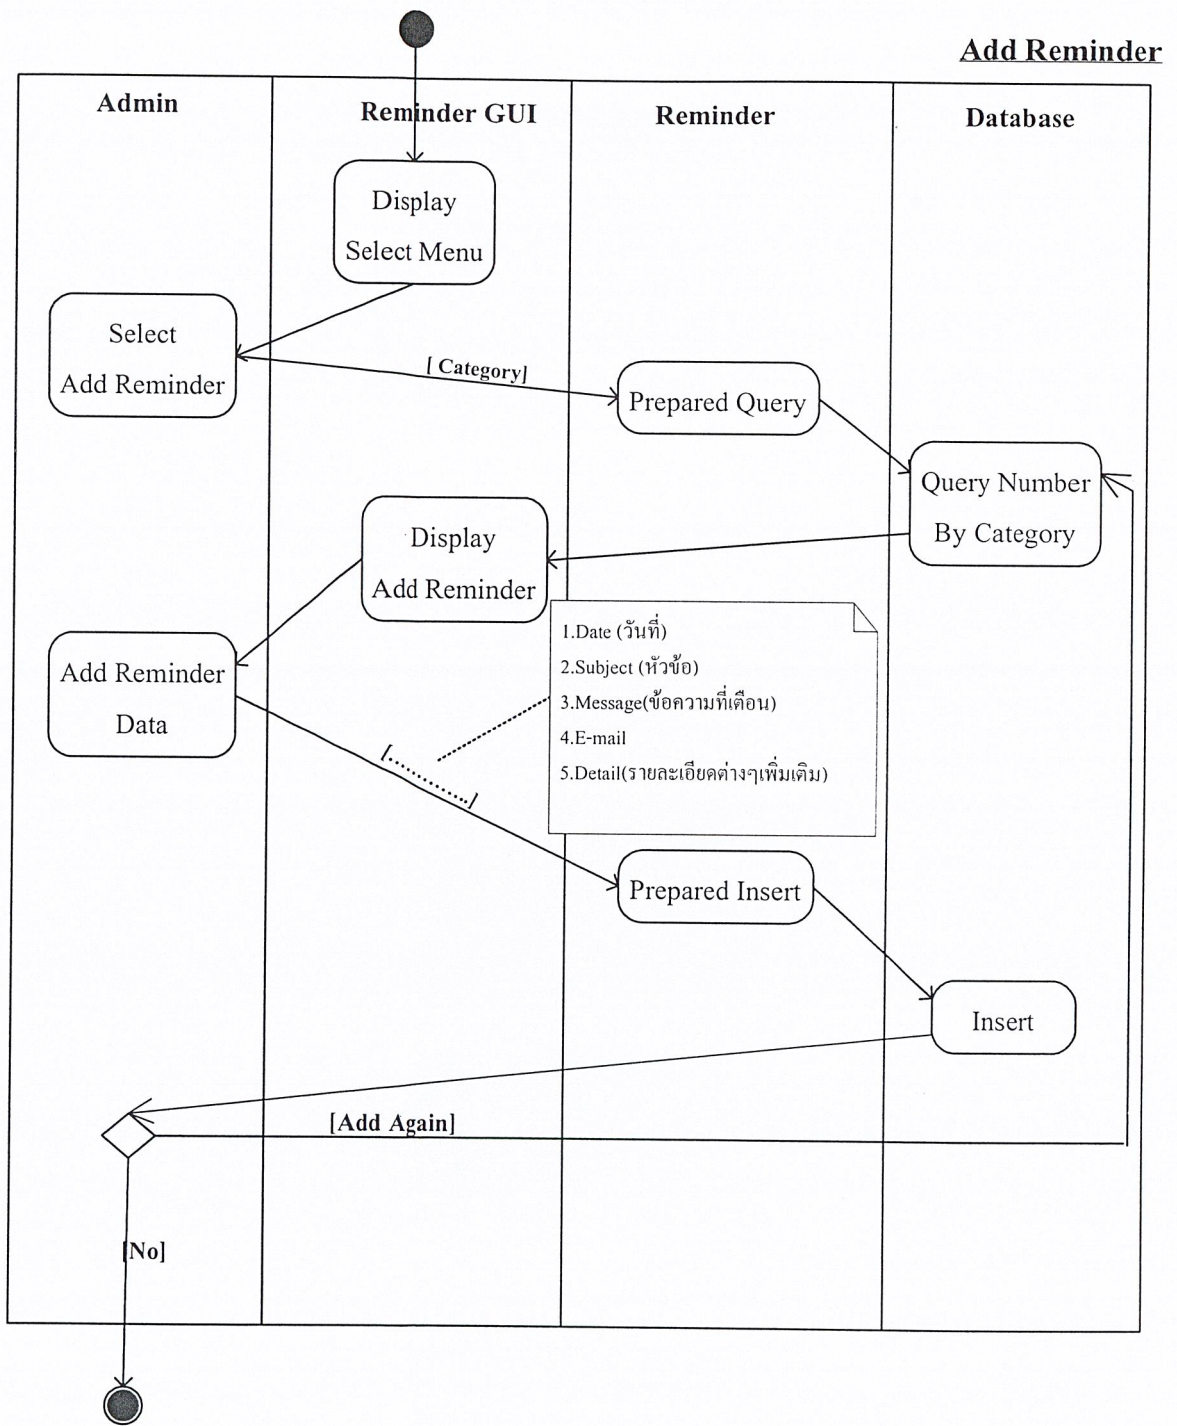 Add Reminder
Admin
Reminder GUI
Reminder
Database
Display
Select Menu
Select
Add Reminder
[ Category]
Prepared Query
Query Number
By Category
Display
Add Reminder
1.Date (วันที่)
2.Subject (หัวข้อ)
3.Message(ข้อความที่เตือน)
4.E-mail
5.Detail(รายละเอียดต่างๆเพิ่มเติม)
Add Reminder
Data
[.............]
Prepared Insert
Insert
[Add Again]
[No]